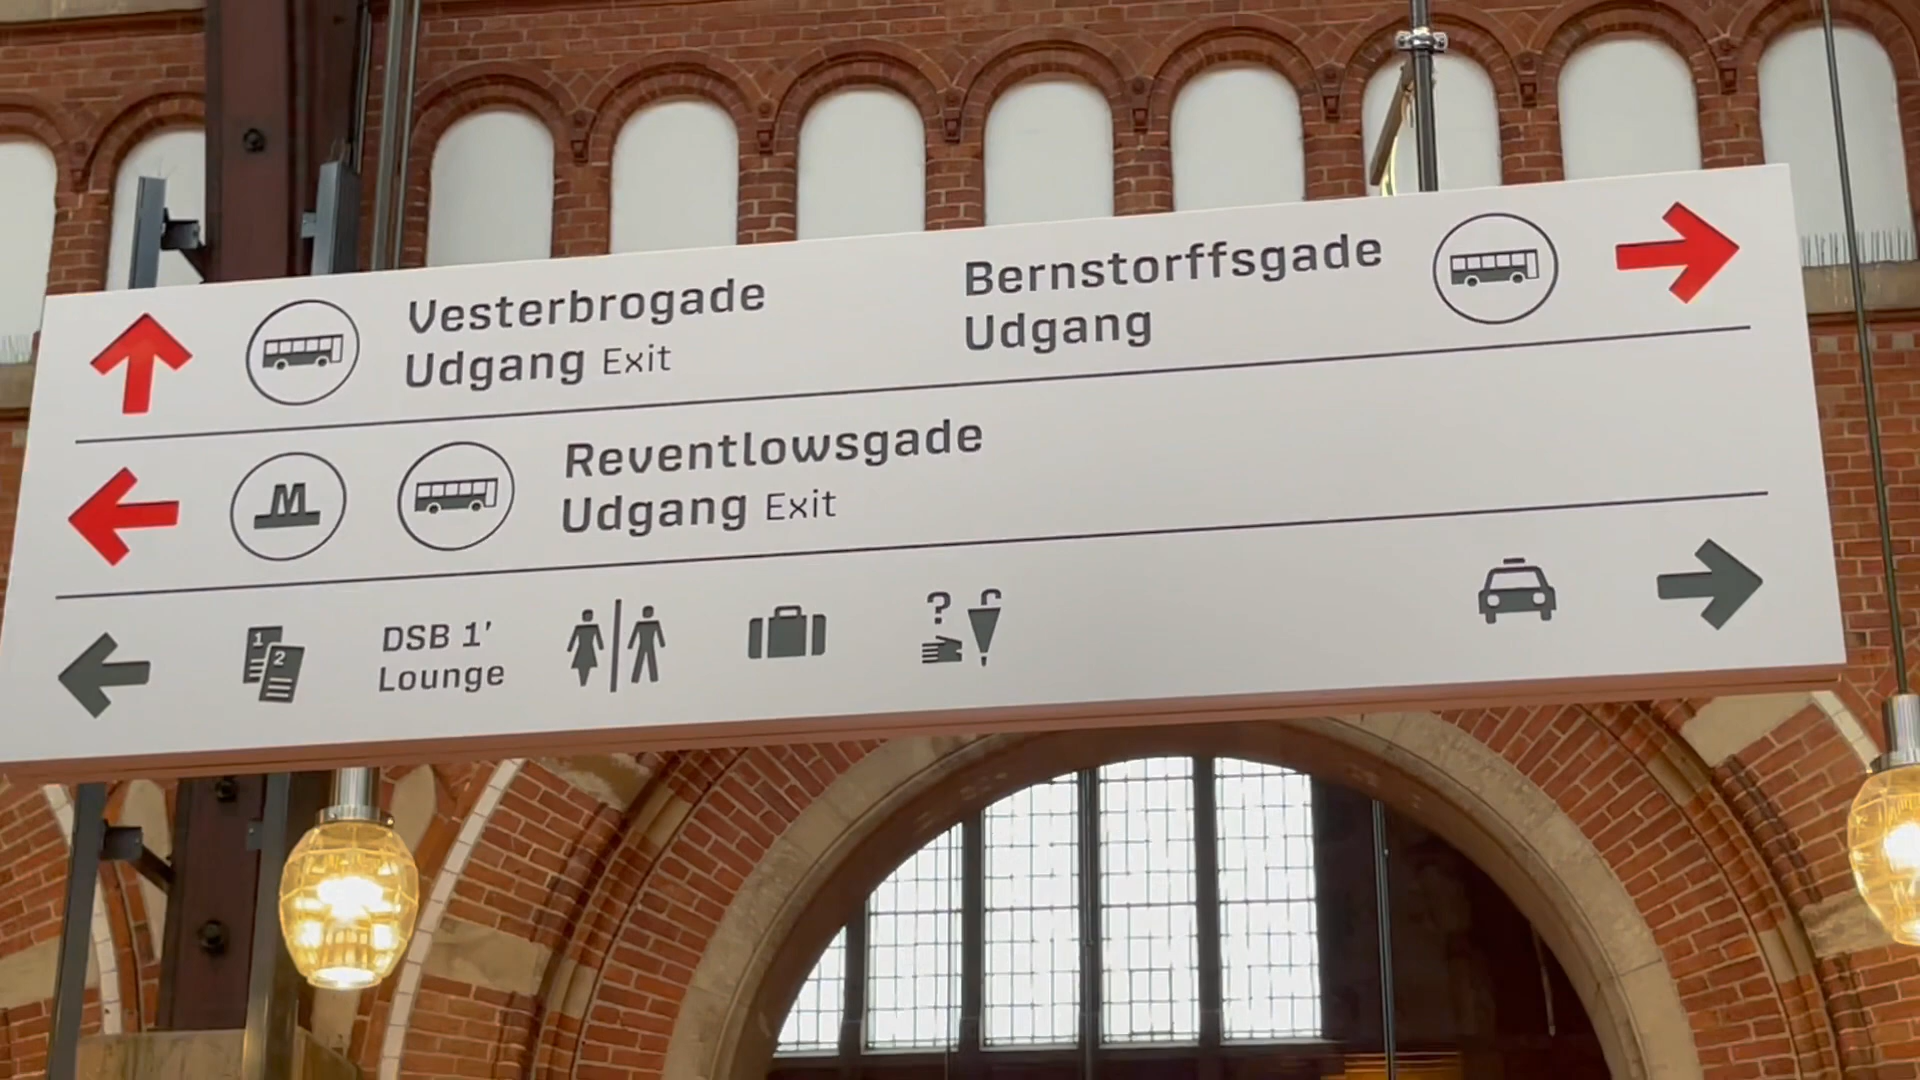 Vesterbrogade
Udgang Exit
Bernstorffsgade
Udgang
M
Reventlowsgade
Udgang Exit
1
2
DSB 1'
Lounge
?